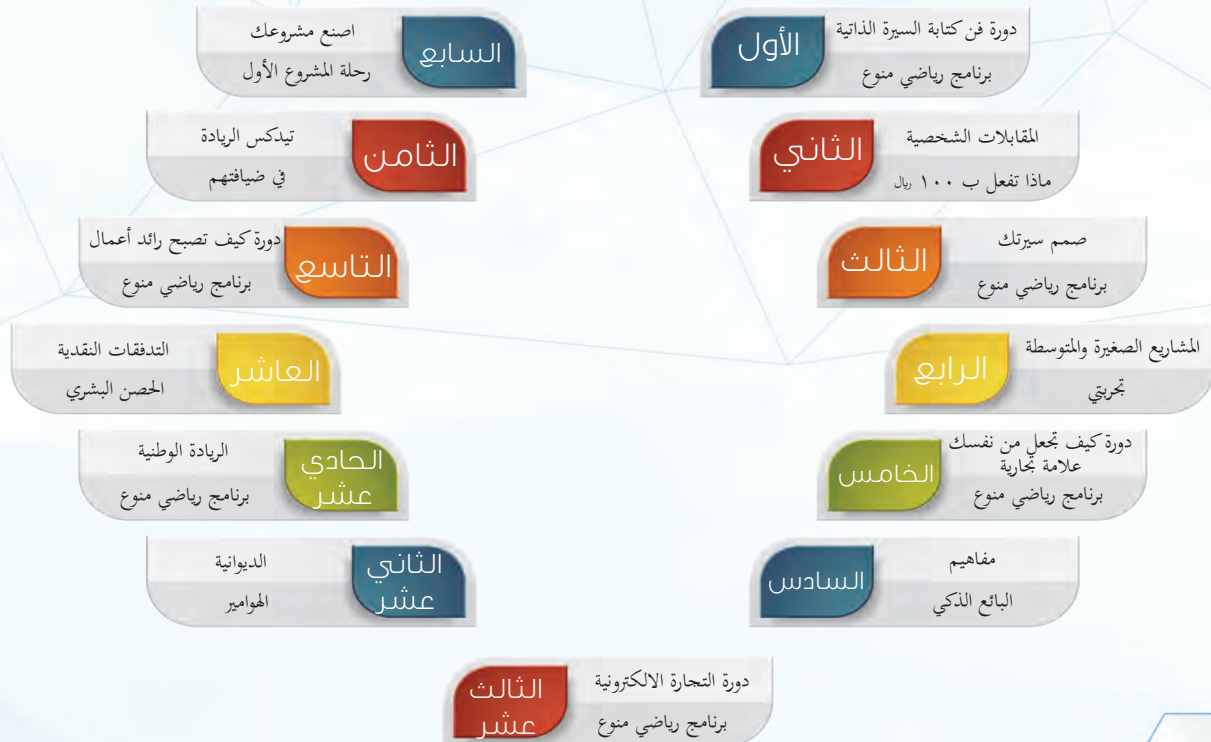 الأول
دورة فن كتابة السيرة الذاتية
برنامج رياضي منوع
الثاني
المقابلات الشخصية
ماذا تفعل ب ١٠٠ ريال
الثالث
صمم سيرتك
برنامج رياضي منوع
الرابع
المشاريع الصغيرة والمتوسطة
تجربتي
الخامس
دورة كيف تجعل من نفسك
علامة تجارية
برنامج رياضي منوع
السادس
مفاهيم
البائع الذكي
السابع
اصنع مشروعك
رحلة المشروع الأول
الثامن
تيدكس الريادة
في ضيافتهم
التاسع
دورة كيف تصبح رائد أعمال
برنامج رياضي منوع
العاشر
التدفقات النقدية
الحصن البشري
الحادي
عشر
الريادة الوطنية
برنامج رياضي منوع
الثاني
عشر
الديوانية
الهوامير
الثالث
عشر
دورة التجارة الالكترونية
برنامج رياضي منوع